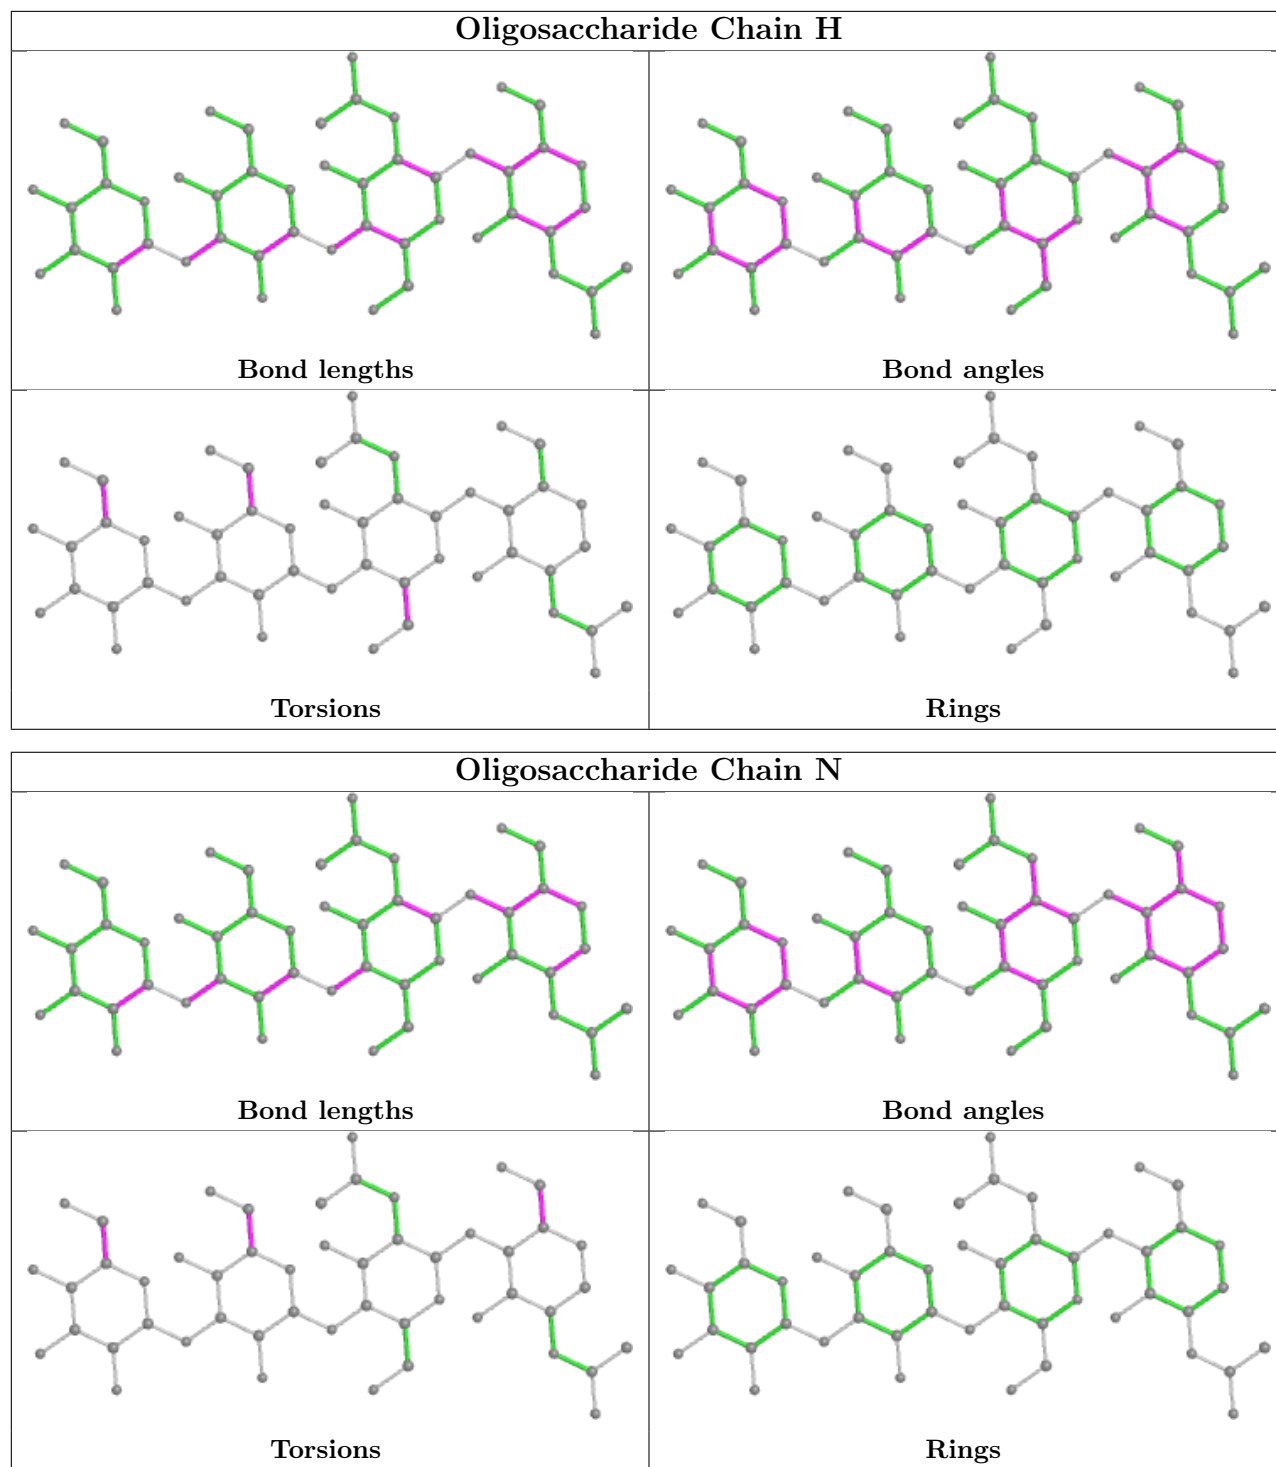 Oligosaccharide Chain H
Bond lengths
Bond angles
Torsions
Rings
Oligosaccharide Chain N
Bond lengths
Bond angles
Torsions
Rings